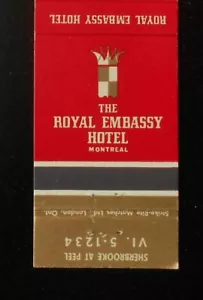 ROYAL EMBASSY HOTEL
THE
ROYAL EMBASSY
HOTEL
MONTREAL
Strike-Rite Matches Ltd. London, Ont.
VI. 5-1234
SHERBROOKE AT PEEL